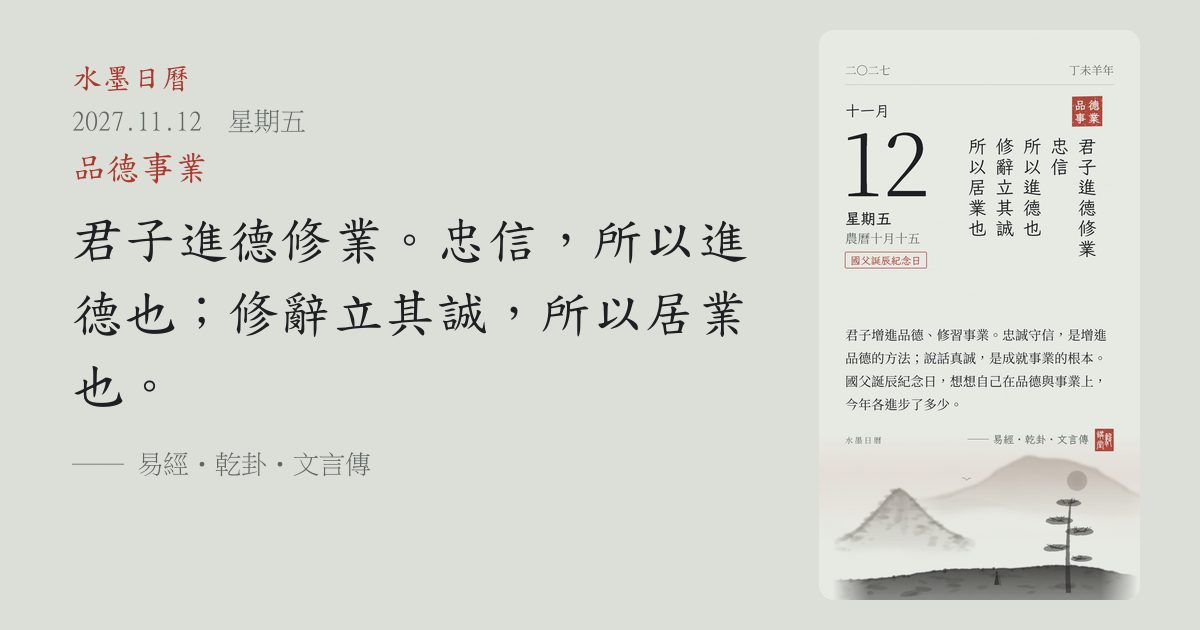 水墨日曆
2027.11.12 星期五
品德事業
君子進德修業。忠信，所以進
德也；修辭立其誠，所以居業
也。
—— 易經・乾卦・文言傳
二〇二七
丁未羊年
十一月
12
星期五
農曆十月十五
國父誕辰紀念日
德業
品事
君子進德修業
忠信
所以進德也
修辭立其誠
所以居業也
君子增進品德、修習事業。忠誠守信，是增進
品德的方法；說話真誠，是成就事業的根本。
國父誕辰紀念日，想想自己在品德與事業上，
今年各進步了多少。
水墨日曆
—— 易經・乾卦・文言傳